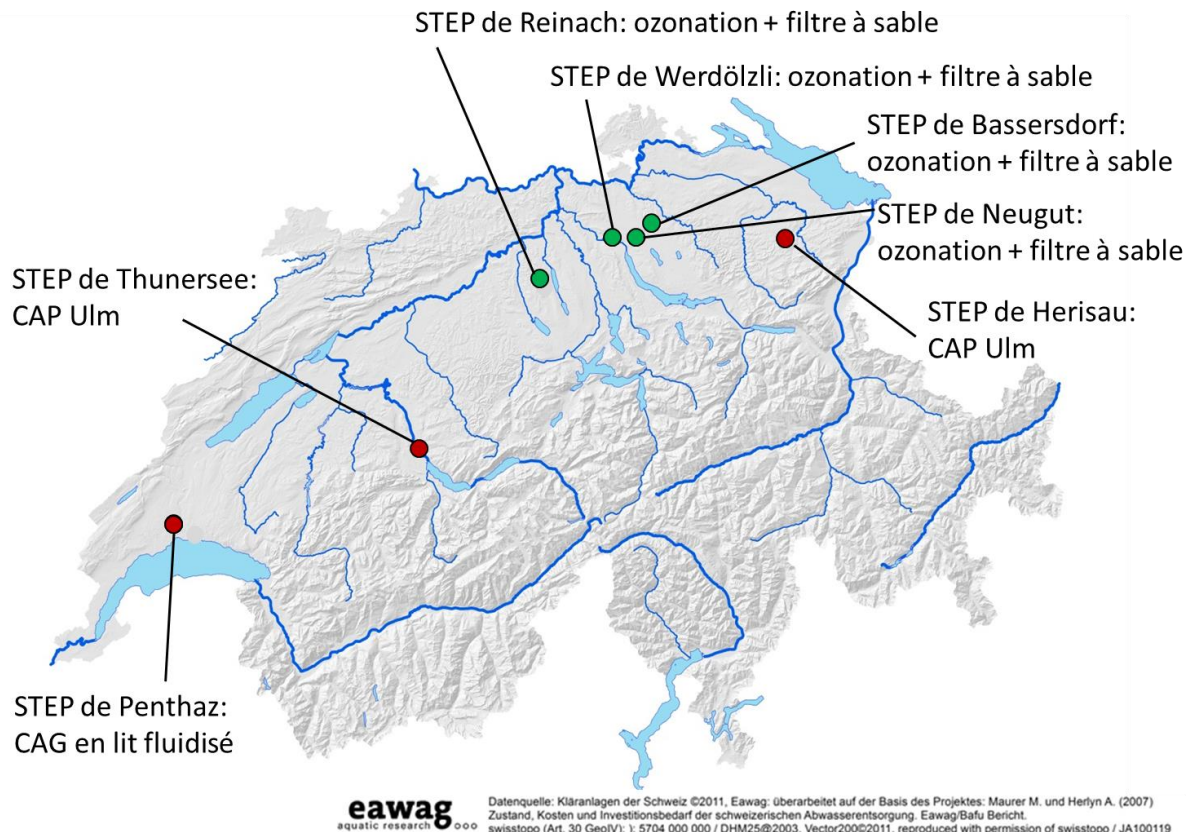 STEP de Reinach: ozonation + filtre à sable
STEP de Werdölzli: ozonation + filtre à sable
STEP de Bassersdorf:
ozonation + filtre à sable
STEP de Neugut:
ozonation + filtre à sable
STEP de Thunersee:
CAP Ulm
STEP de Herisau:
CAP Ulm
STEP de Penthaz:
CAG en lit fluidisé
eawag
aquatic research ooo
Datenquelle: Kläranlagen der Schweiz ©2011, Eawag: überarbeitet auf der Basis des Projektes: Maurer M. und Herlyn A. (2007)
Zustand, Kosten und Investitionsbedarf der schweizerischen Abwasserentsorgung. Eawag/Bafu Bericht.
swisstopo (Art. 30 GeoIV): ): 5704 000 000 / DHM25@2003, Vector200©2011, reproduced with permission of swisstopo / JA100119